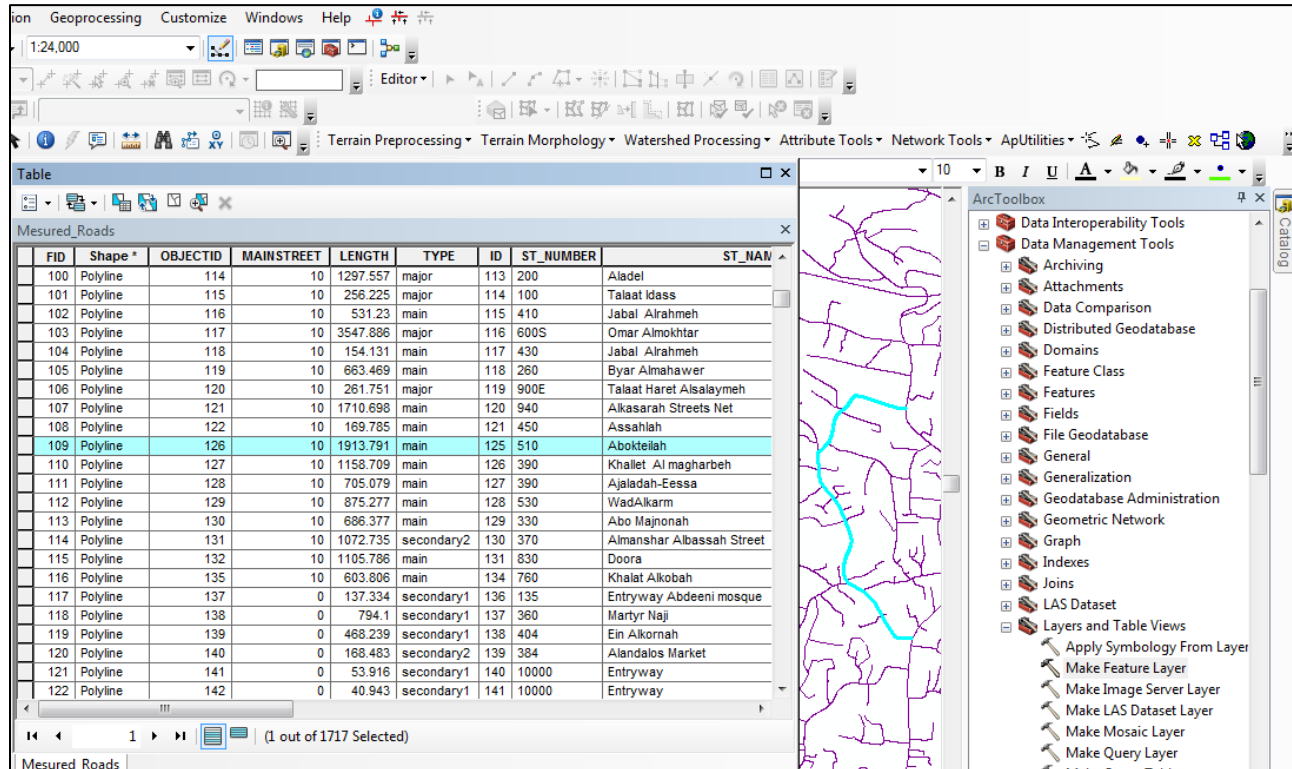 ion Geoprocessing Customize Windows Help
1:24,000
Editor
Terrain Preprocessing Terrain Morphology Watershed Processing Attribute Tools Network Tools ApUtilities
Table
10 B I U A
Mesured_Roads
FID Shape * OBJECTID MAINSTREET LENGTH TYPE ID ST_NUMBER ST_NAM
100 Polyline 114 10 1297.557 major 113 200 Aladel
101 Polyline 115 10 256.225 major 114 100 Talaat Idass
102 Polyline 116 10 531.23 main 115 410 Jabal Alrahmeh
103 Polyline 117 10 3547.886 major 116 600S Omar Almokhtar
104 Polyline 118 10 154.131 main 117 430 Jabal Alrahmeh
105 Polyline 119 10 663.469 main 118 260 Byar Almahawer
106 Polyline 120 10 261.751 major 119 900E Talaat Haret Alsalaymeh
107 Polyline 121 10 1710.698 main 120 940 Alkasarah Streets Net
108 Polyline 122 10 169.785 main 121 450 Assahlah
109 Polyline 126 10 1913.791 main 125 510 Abokteilah
110 Polyline 127 10 1158.709 main 126 390 Khallet Al magharbeh
111 Polyline 128 10 705.079 main 127 390 Ajaladah-Eessa
112 Polyline 129 10 875.277 main 128 530 WadAlkarm
113 Polyline 130 10 686.377 main 129 330 Abo Majnonah
114 Polyline 131 10 1072.735 secondary2 130 370 Almanshar Albassah Street
115 Polyline 132 10 1105.786 main 131 830 Doora
116 Polyline 135 10 603.806 main 134 760 Khalat Alkobah
117 Polyline 137 0 137.334 secondary1 136 135 Entryway Abdeeni mosque
118 Polyline 138 0 794.1 secondary1 137 360 Martyr Naji
119 Polyline 139 0 468.239 secondary1 138 404 Ein Alkornah
120 Polyline 140 0 168.483 secondary2 139 384 Alandalos Market
121 Polyline 141 0 53.916 secondary1 140 10000 Entryway
122 Polyline 142 0 40.943 secondary1 141 10000 Entryway
1 (1 out of 1717 Selected)
Mesured_Roads
ArcToolbox
Data Interoperability Tools
Data Management Tools
Archiving
Attachments
Data Comparison
Distributed Geodatabase
Domains
Feature Class
Features
Fields
File Geodatabase
General
Generalization
Geodatabase Administration
Geometric Network
Graph
Indexes
Joins
LAS Dataset
Layers and Table Views
Apply Symbology From Layer
Make Feature Layer
Make Image Server Layer
Make LAS Dataset Layer
Make Mosaic Layer
Make Query Layer
Catalog